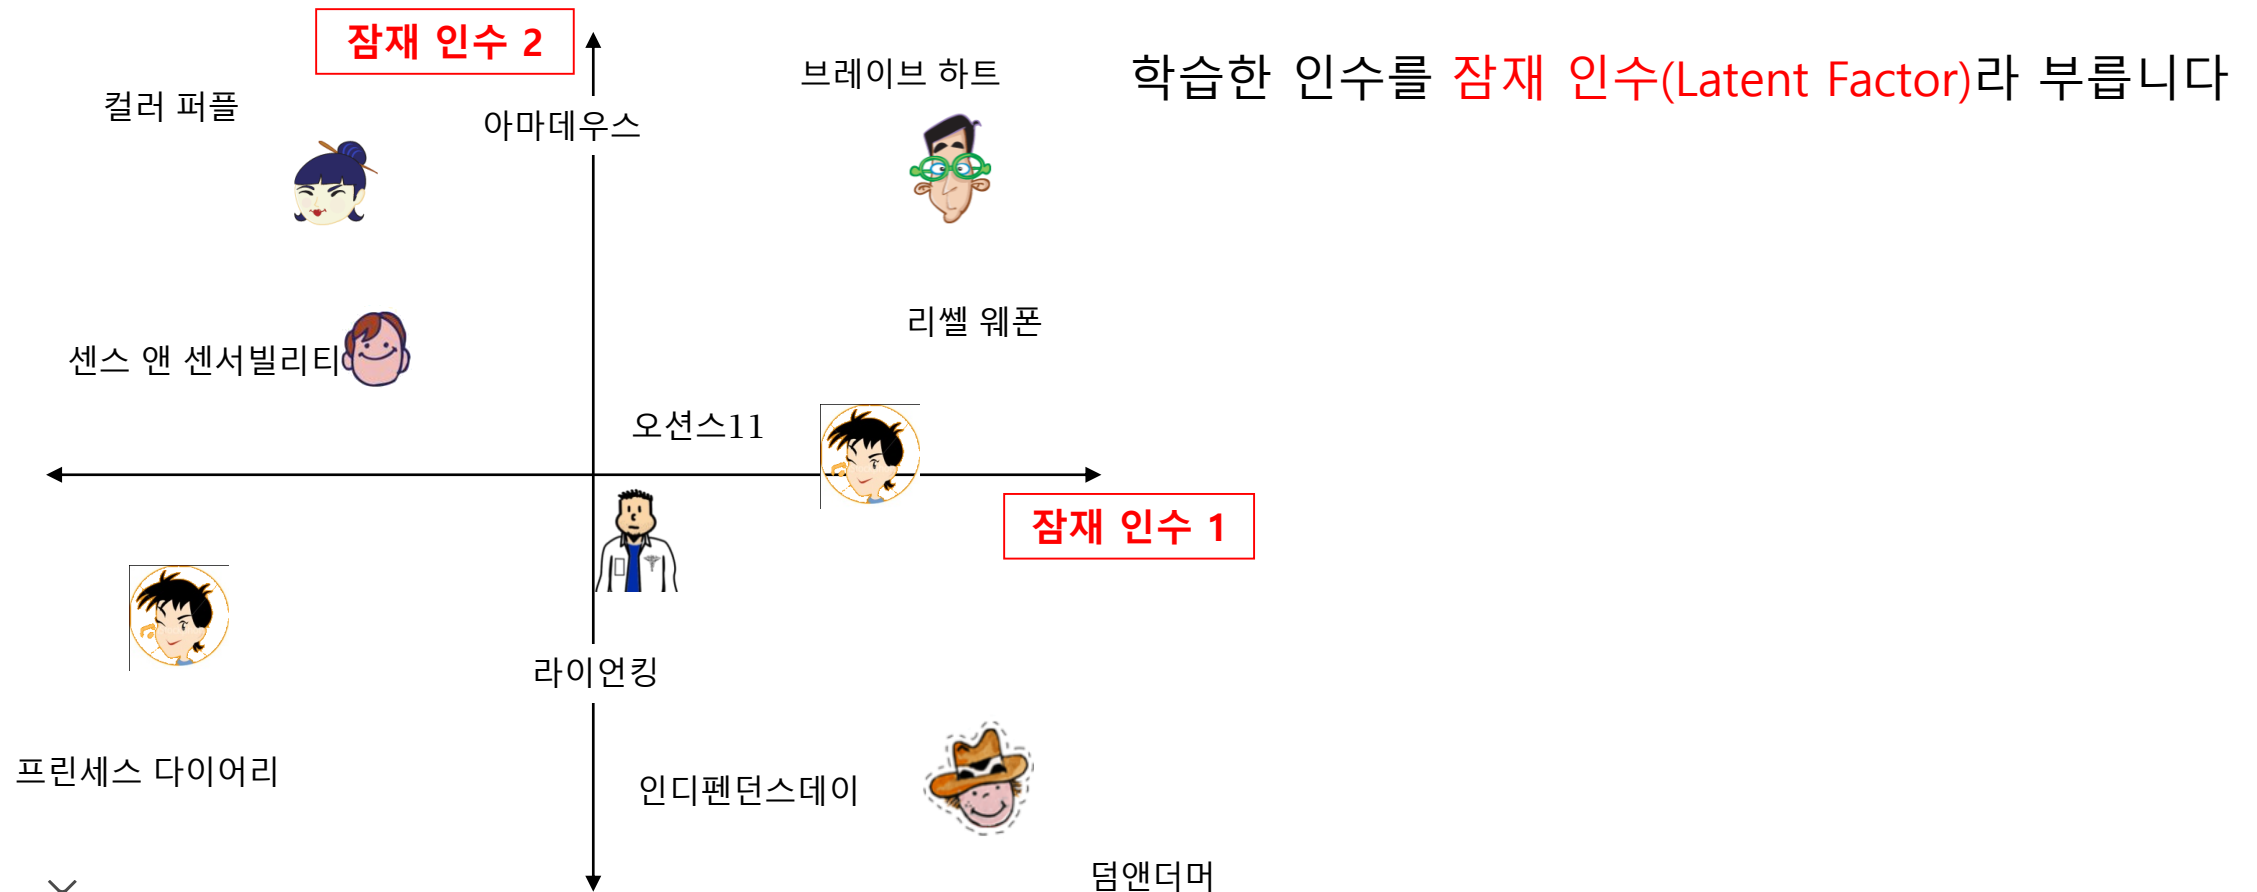 잠재 인수 2
학습한 인수를 잠재 인수(Latent Factor)라 부릅니다
브레이브 하트
컬러 퍼플
아마데우스
리쎌 웨폰
센스 앤 센서빌리티
오션스11
잠재 인수 1
라이언킹
프린세스 다이어리
인디펜던스데이
덤앤더머